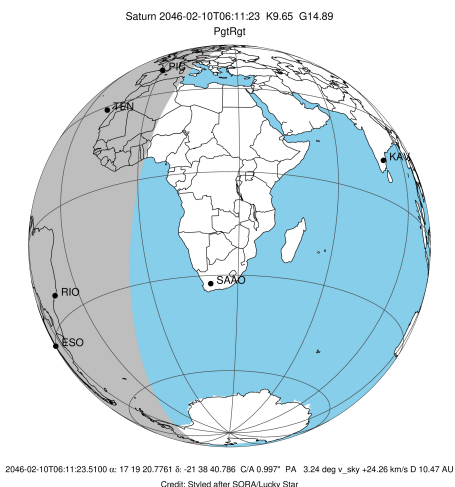 Saturn 2046-02-10T06:11:23 K9.65 G14.89
PgtRgt
PIC
TEN
KAV
SAAO
RIO
ESO
2046-02-10T06:11:23.5100 α: 17 19 20.7761 δ: -21 38 40.786 C/A 0.997" PA 3.24 deg v_sky +24.26 km/s D 10.47 AU
Credit: Styled after SORA/Lucky Star